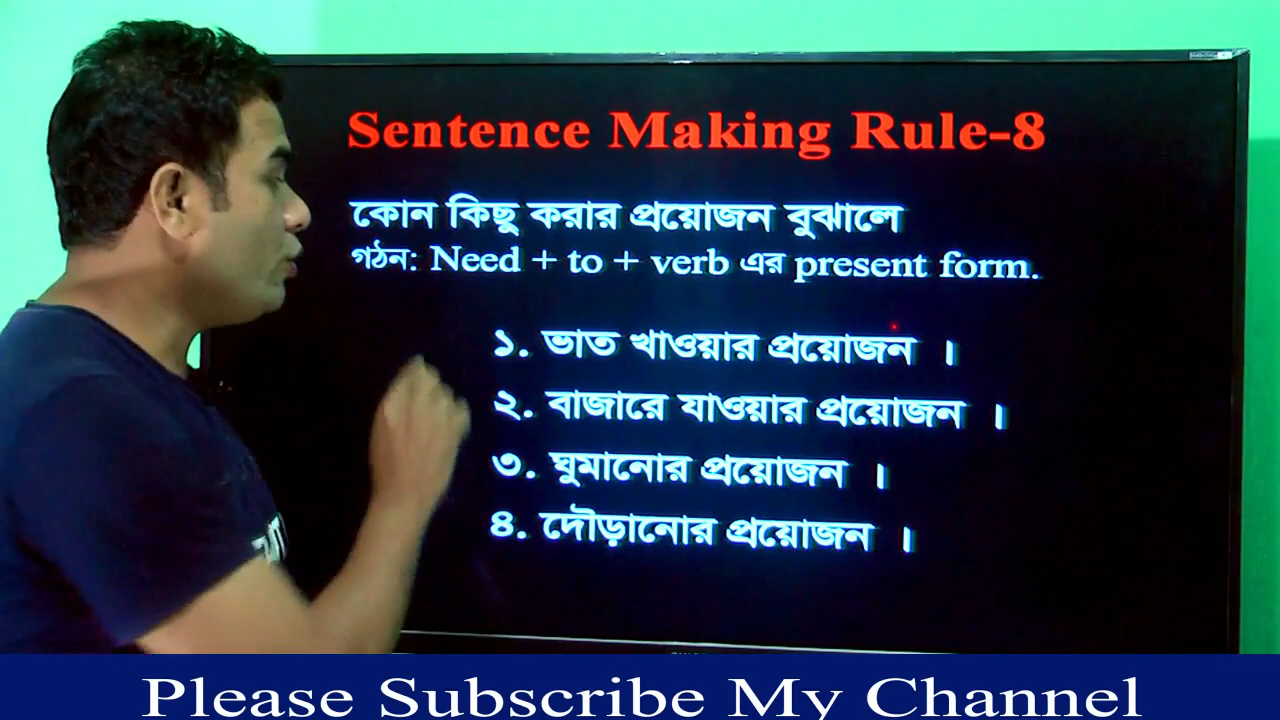 Sentence Making Rule-8
কোন কিছু করার প্রয়োজন বুঝালে
গঠন: Need + to + verb এর present form.
১. ভাত খাওয়ার প্রয়োজন ।
২. বাজারে যাওয়ার প্রয়োজন ।
৩. ঘুমানোর প্রয়োজন ।
৪. দৌড়ানোর প্রয়োজন ।
Please Subscribe My Channel